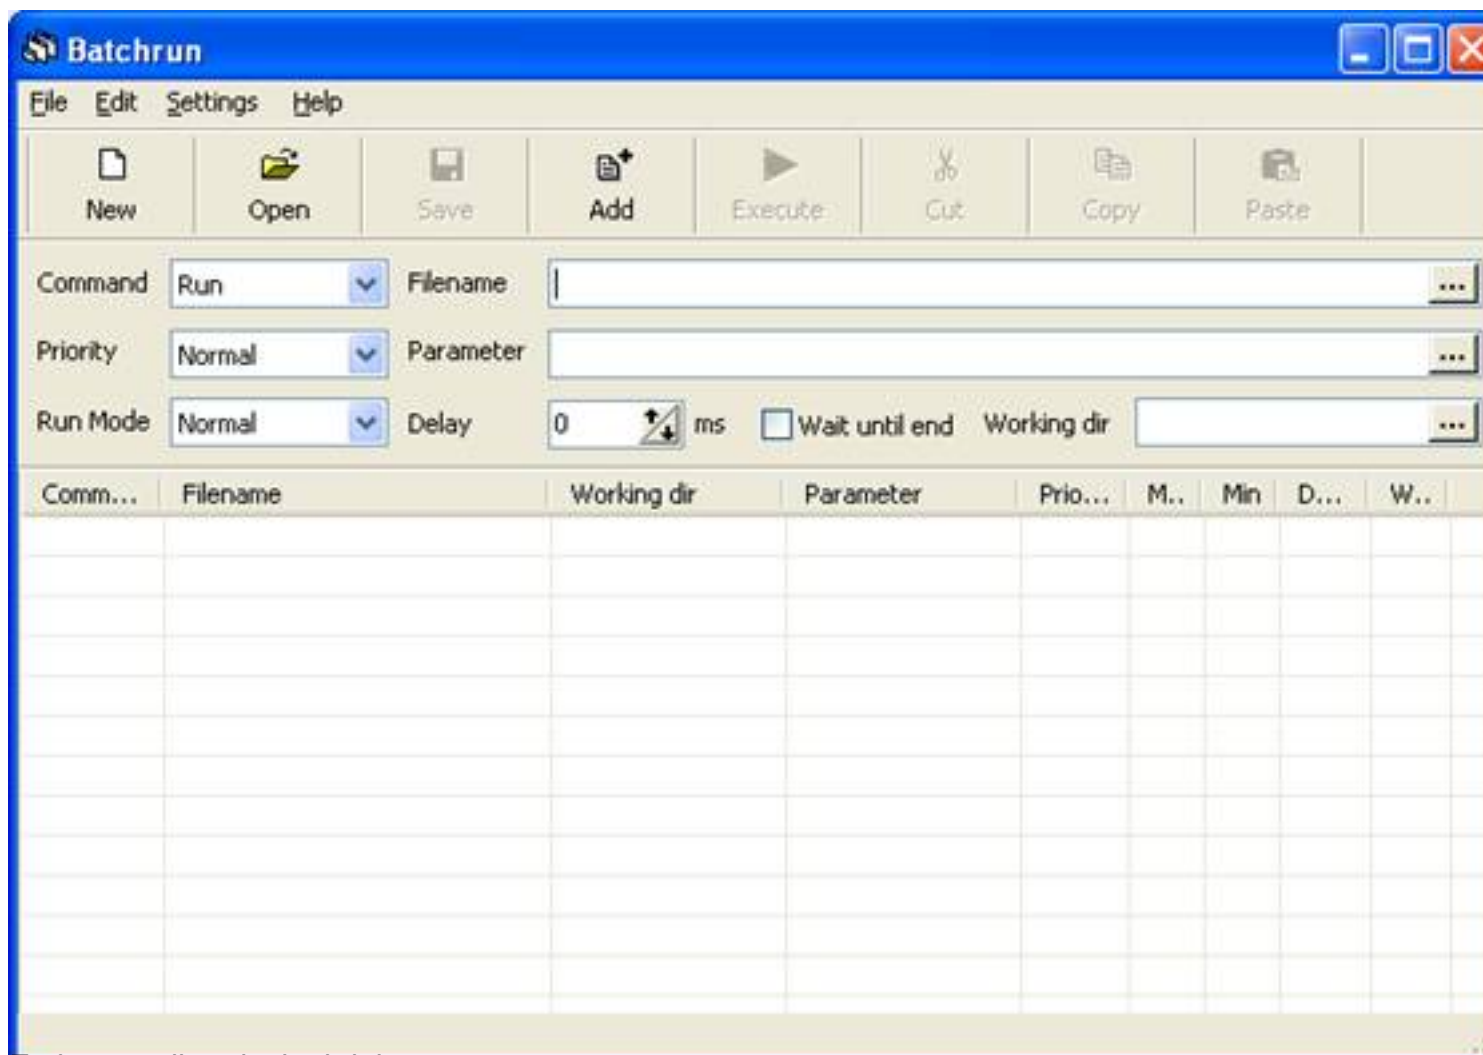 Batchrun
File Edit Settings Help
New Open Save Add Execute Cut Copy Paste
Command Run Filename ...
Priority Normal Parameter ...
Run Mode Normal Delay 0 ms Wait until end Working dir ...
Comm... Filename Working dir Parameter Prio... M.. Min D... W..